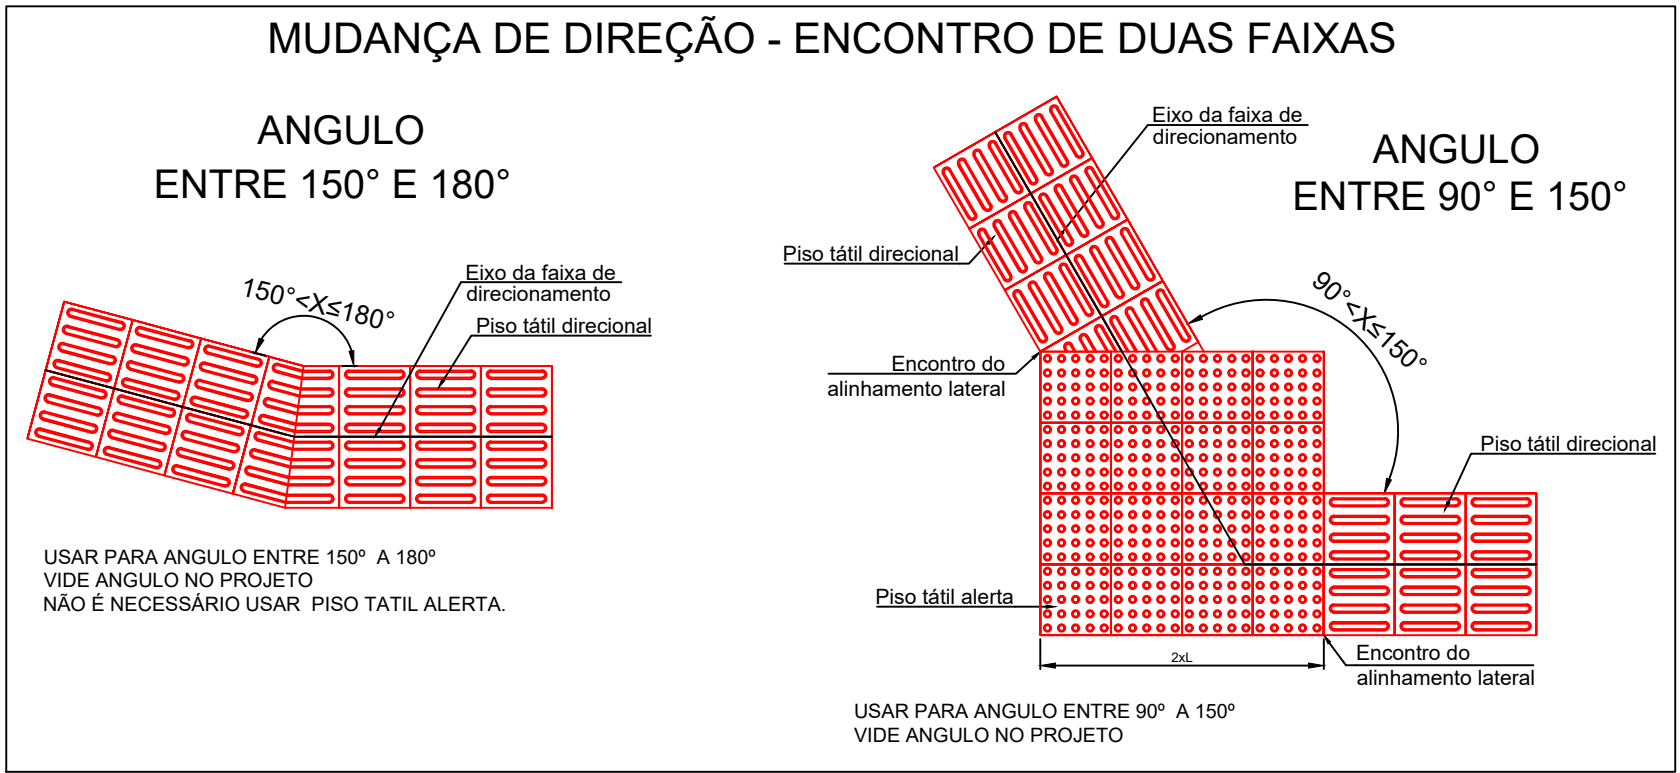 MUDANÇA DE DIREÇÃO - ENCONTRO DE DUAS FAIXAS
ANGULO
ENTRE 150° E 180°
150°<X≤180°
Eixo da faixa de
direcionamento
Piso tátil direcional
USAR PARA ANGULO ENTRE 150º A 180º
VIDE ANGULO NO PROJETO
NÃO É NECESSÁRIO USAR PISO TATIL ALERTA.
Eixo da faixa de
direcionamento
ANGULO
ENTRE 90° E 150°
Piso tátil direcional
90°<X≤150°
Encontro do
alinhamento lateral
Piso tátil direcional
Piso tátil alerta
2xL
Encontro do
alinhamento lateral
USAR PARA ANGULO ENTRE 90º A 150º
VIDE ANGULO NO PROJETO